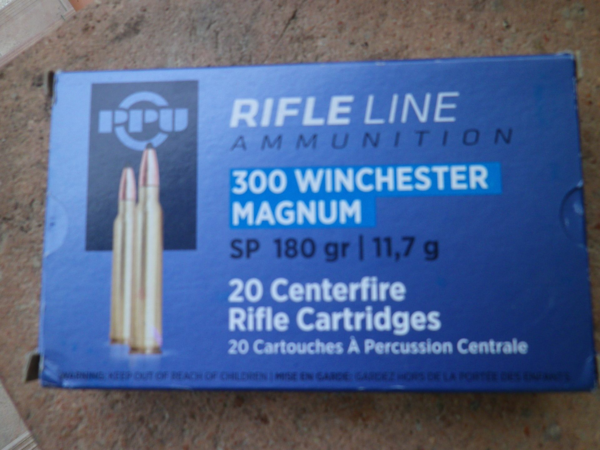 PPU
RIFLE LINE
AMMUNITION
300 WINCHESTER
MAGNUM
SP 180 gr | 11,7 g
20 Centerfire
Rifle Cartridges
20 Cartouches À Percussion Centrale
WARNING: KEEP OUT OF REACH OF CHILDREN | MISE EN GARDE: GARDEZ HORS DE LA PORTÉE DES ENFANTS